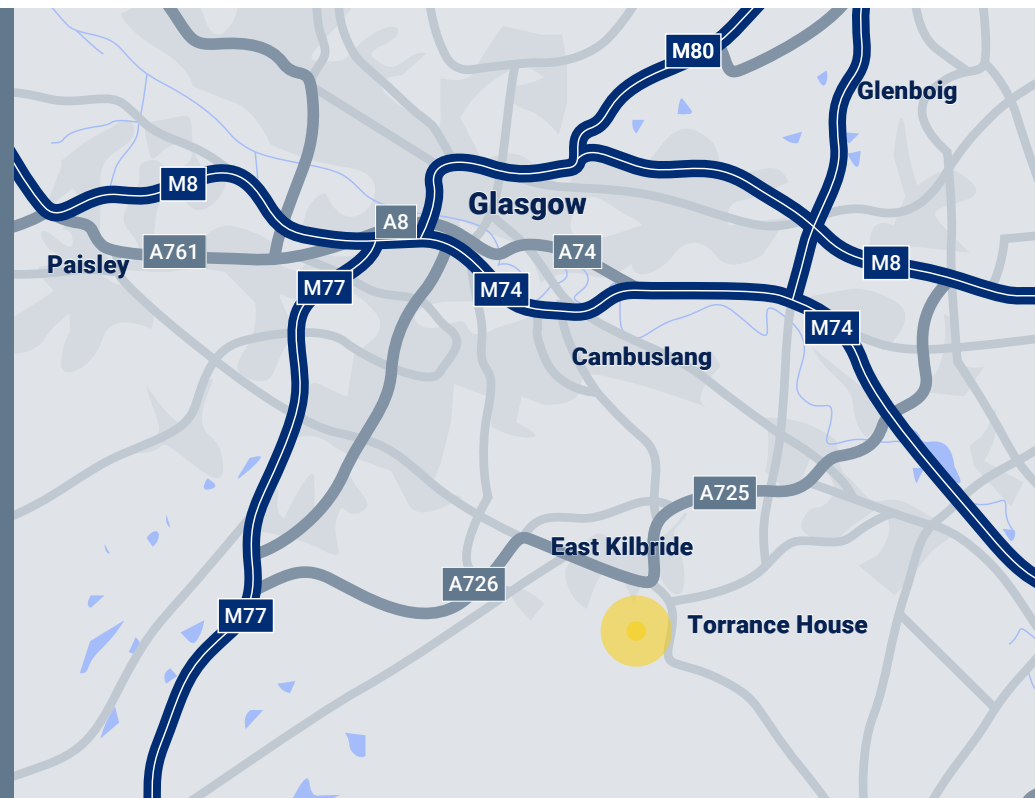 M80
Glenboig
M8
Glasgow
A8
A761
Paisley
A74
M8
M77
M74
M74
Cambuslang
A725
East Kilbride
A726
M77
Torrance House